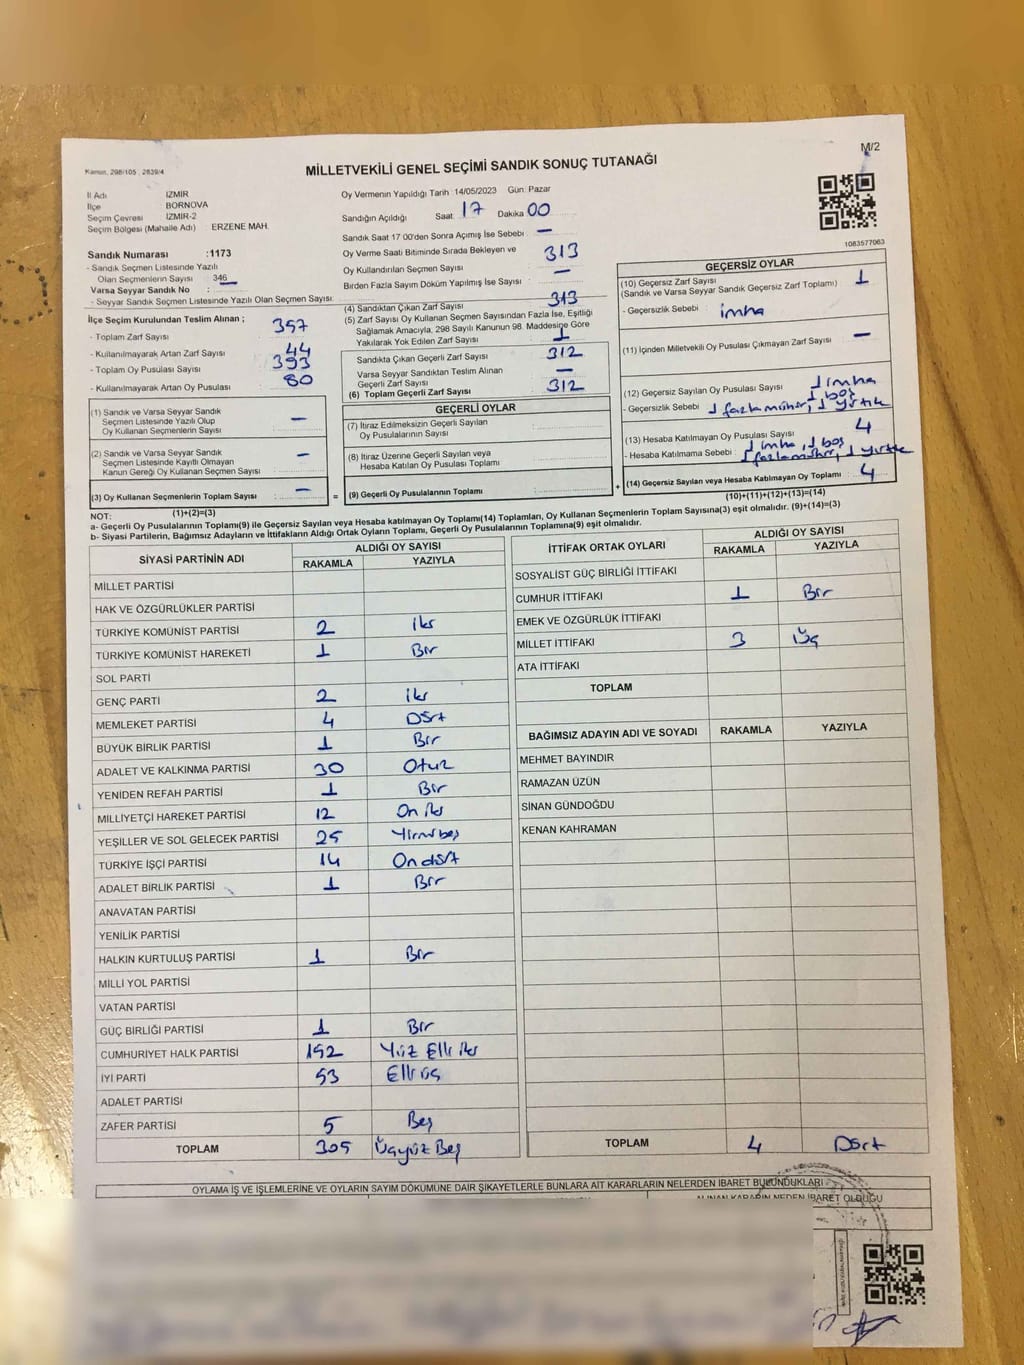 M/2
Kanun, 298/105 , 2839/4
MİLLETVEKİLİ GENEL SEÇİMİ SANDIK SONUÇ TUTANAĞI
İl Adı İZMİR
İlçe BORNOVA
Seçim Çevresi İZMİR-2
Seçim Bölgesi (Mahalle Adı) ERZENE MAH.
Sandık Numarası :1173
- Sandık Seçmen Listesinde Yazılı
Olan Seçmenlerin Sayısı 346
Varsa Seyyar Sandık No :
- Seyyar Sandık Seçmen Listesinde Yazılı Olan Seçmen Sayısı:
Oy Vermenin Yapıldığı Tarih :14/05/2023 Gün: Pazar
Sandığın Açıldığı Saat: 17 Dakika 00
Sandık Saat 17 00'den Sonra Açımış İse Sebebi : —
Oy Verme Saati Bitiminde Sırada Bekleyen ve
Oy Kullandırılan Seçmen Sayısı : 313
Birden Fazla Sayım Döküm Yapılmış İse Sayısı : —
1083577063
İlçe Seçim Kurulundan Teslim Alınan ;
- Toplam Zarf Sayısı 357
- Kullanılmayarak Artan Zarf Sayısı 44
- Toplam Oy Pusulası Sayısı 393
- Kullanılmayarak Artan Oy Pusulası 80
(4) Sandıktan Çıkan Zarf Sayısı 313
(5) Zarf Sayısı Oy Kullanan Seçmen Sayısından Fazla İse, Eşitliği
Sağlamak Amacıyla, 298 Sayılı Kanunun 98. Maddesine Göre
Yakılarak Yok Edilen Zarf Sayısı 1
Sandıkta Çıkan Geçerli Zarf Sayısı 312
Varsa Seyyar Sandıktan Teslim Alınan
Geçerli Zarf Sayısı —
(6) Toplam Geçerli Zarf Sayısı 312
GEÇERSİZ OYLAR
(10) Geçersiz Zarf Sayısı 1
(Sandık ve Varsa Seyyar Sandık Geçersiz Zarf Toplamı)
- Geçersizlik Sebebi imha
(11) İçinden Milletvekili Oy Pusulası Çıkmayan Zarf Sayısı —
(12) Geçersiz Sayılan Oy Pusulası Sayısı 1 imha
1 boş
- Geçersizlik Sebebi 1 fazla mühür, 1 yırtık
(13) Hesaba Katılmayan Oy Pusulası Sayısı 4
1 imha, 1 boş
- Hesaba Katılmama Sebebi : 1 fazla mühür, 1 yırtık
(14) Geçersiz Sayılan veya Hesaba Katılmayan Oy Toplamı 4
(10)+(11)+(12)+(13)=(14)
(1) Sandık ve Varsa Seyyar Sandık
Seçmen Listesinde Yazılı Olup
Oy Kullanan Seçmenlerin Sayısı —
(2) Sandık ve Varsa Seyyar Sandık
Seçmen Listesinde Kayıtlı Olmayan
Kanun Gereği Oy Kullanan Seçmen Sayısı —
(3) Oy Kullanan Seçmenlerin Toplam Sayısı —
(1)+(2)=(3)
GEÇERLİ OYLAR
(7) İtiraz Edilmeksizin Geçerli Sayılan
Oy Pusulalarının Sayısı
(8) İtiraz Üzerine Geçerli Sayılan veya
Hesaba Katılan Oy Pusulası Toplamı
= (9) Geçerli Oy Pusulalarının Toplamı +
NOT:
a- Geçerli Oy Pusulalarının Toplamı(9) ile Geçersiz Sayılan veya Hesaba katılmayan Oy Toplamı(14) Toplamları, Oy Kullanan Seçmenlerin Toplam Sayısına(3) eşit olmalıdır. (9)+(14)=(3)
b- Siyasi Partilerin, Bağımsız Adayların ve İttifakların Aldığı Ortak Oyların Toplamı, Geçerli Oy Pusulalarının Toplamına(9) eşit olmalıdır.
SİYASİ PARTİNİN ADI ALDIĞI OY SAYISI
RAKAMLA YAZIYLA
MİLLET PARTİSİ
HAK VE ÖZGÜRLÜKLER PARTİSİ
TÜRKİYE KOMÜNİST PARTİSİ 2 iki
TÜRKİYE KOMÜNİST HAREKETİ 1 Bir
SOL PARTİ
GENÇ PARTİ 2 iki
MEMLEKET PARTİSİ 4 Dört
BÜYÜK BİRLİK PARTİSİ 1 Bir
ADALET VE KALKINMA PARTİSİ 30 Otuz
YENİDEN REFAH PARTİSİ 1 Bir
MİLLİYETÇİ HAREKET PARTİSİ 12 On iki
YEŞİLLER VE SOL GELECEK PARTİSİ 25 Yirmibeş
TÜRKİYE İŞÇİ PARTİSİ 14 On dört
ADALET BİRLİK PARTİSİ 1 Bir
ANAVATAN PARTİSİ
YENİLİK PARTİSİ
HALKIN KURTULUŞ PARTİSİ 1 Bir
MİLLİ YOL PARTİSİ
VATAN PARTİSİ
GÜÇ BİRLİĞİ PARTİSİ 1 Bir
CUMHURİYET HALK PARTİSİ 152 Yüz Elli iki
İYİ PARTİ 53 Elli üç
ADALET PARTİSİ
ZAFER PARTİSİ 5 Beş
TOPLAM 305 Üçyüz Beş
İTTİFAK ORTAK OYLARI ALDIĞI OY SAYISI
RAKAMLA YAZIYLA
SOSYALİST GÜÇ BİRLİĞİ İTTİFAKI
CUMHUR İTTİFAKI 1 Bir
EMEK VE ÖZGÜRLÜK İTTİFAKI
MİLLET İTTİFAKI 3 Üç
ATA İTTİFAKI
TOPLAM
BAĞIMSIZ ADAYIN ADI VE SOYADI RAKAMLA YAZIYLA
MEHMET BAYINDIR
RAMAZAN ÜZÜN
SİNAN GÜNDOĞDU
KENAN KAHRAMAN
TOPLAM 4 Dört
OYLAMA İŞ VE İŞLEMLERİNE VE OYLARIN SAYIM DÖKÜMÜNE DAİR ŞİKAYETLERLE BUNLARA AİT KARARLARIN NELERDEN İBARET BULUNDUKLARI
ALINAN KARARIN NEDEN İBARET OLDUĞU